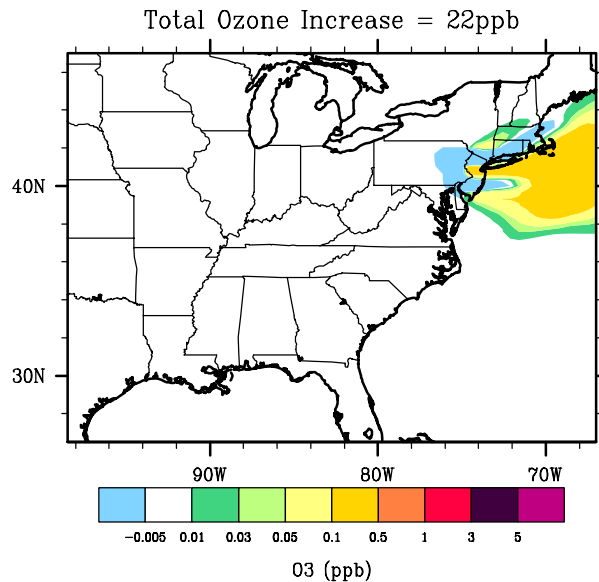 Total Ozone Increase = 22ppb
40N
30N
90W 80W 70W
-0.005 0.01 0.03 0.05 0.1 0.5 1 3 5
O3 (ppb)